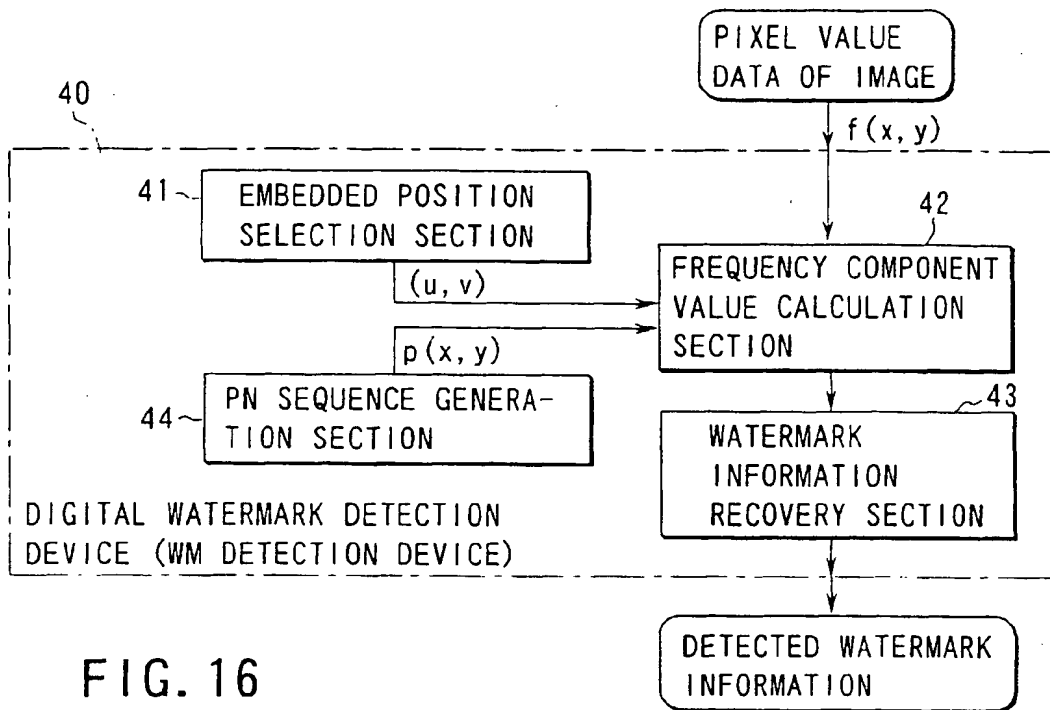 PIXEL VALUE
DATA OF IMAGE
40
f(x, y)
41
EMBEDDED POSITION
SELECTION SECTION
42
(u, v)
FREQUENCY COMPONENT
VALUE CALCULATION
SECTION
p(x, y)
44
PN SEQUENCE GENERA-
TION SECTION
43
WATERMARK
INFORMATION
RECOVERY SECTION
DIGITAL WATERMARK DETECTION
DEVICE (WM DETECTION DEVICE)
DETECTED WATERMARK
INFORMATION
FIG. 16